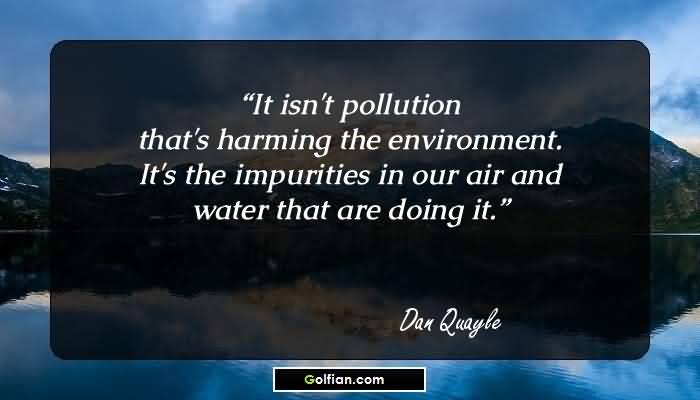 “It isn't pollution
that's harming the environment.
It's the impurities in our air and
water that are doing it.”
Dan Quayle
Golfian.com